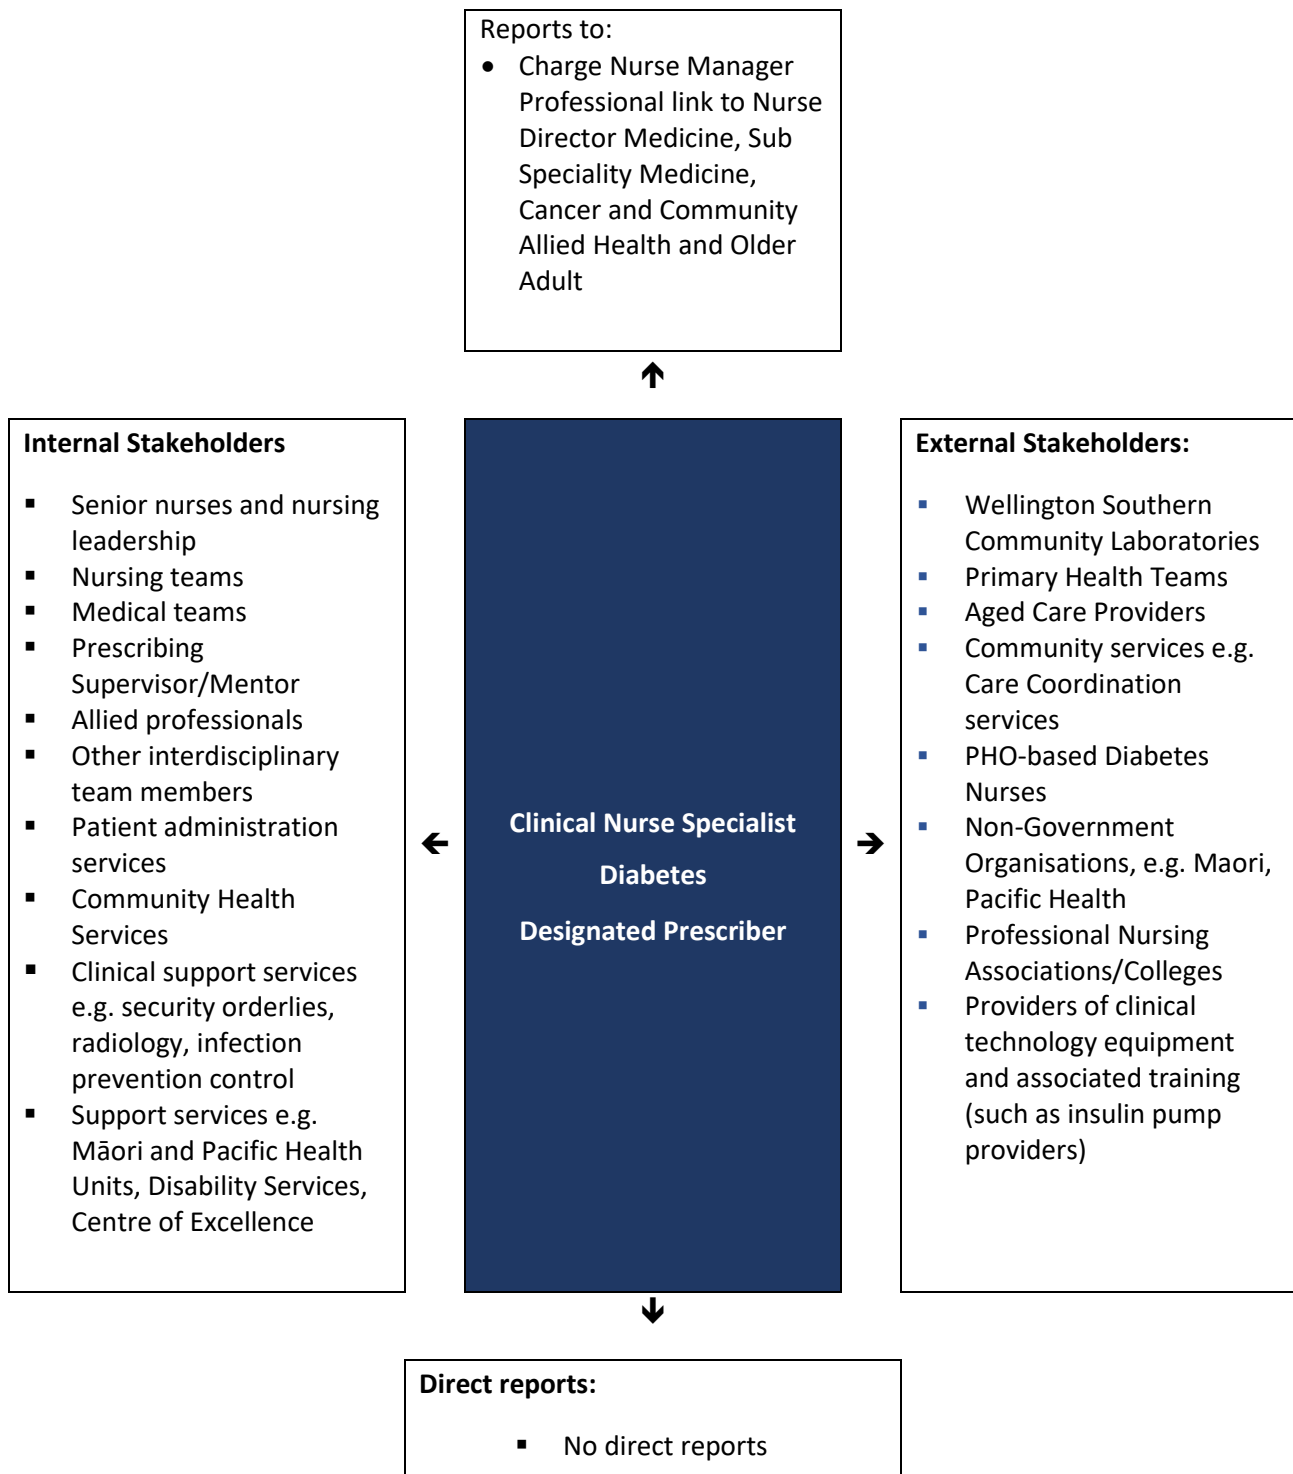 Reports to:
• Charge Nurse Manager
Professional link to Nurse
Director Medicine, Sub
Speciality Medicine,
Cancer and Community
Allied Health and Older
Adult
🡹
Internal Stakeholders
▪ Senior nurses and nursing
leadership
▪ Nursing teams
▪ Medical teams
▪ Prescribing
Supervisor/Mentor
▪ Allied professionals
▪ Other interdisciplinary
team members
▪ Patient administration
services
▪ Community Health
Services
▪ Clinical support services
e.g. security orderlies,
radiology, infection
prevention control
▪ Support services e.g.
Māori and Pacific Health
Units, Disability Services,
Centre of Excellence
🡸
Clinical Nurse Specialist
Diabetes
Designated Prescriber
🡺
External Stakeholders:
▪ Wellington Southern
Community Laboratories
▪ Primary Health Teams
▪ Aged Care Providers
▪ Community services e.g.
Care Coordination
services
▪ PHO-based Diabetes
Nurses
▪ Non-Government
Organisations, e.g. Maori,
Pacific Health
▪ Professional Nursing
Associations/Colleges
▪ Providers of clinical
technology equipment
and associated training
(such as insulin pump
providers)
🡻
Direct reports:
▪ No direct reports